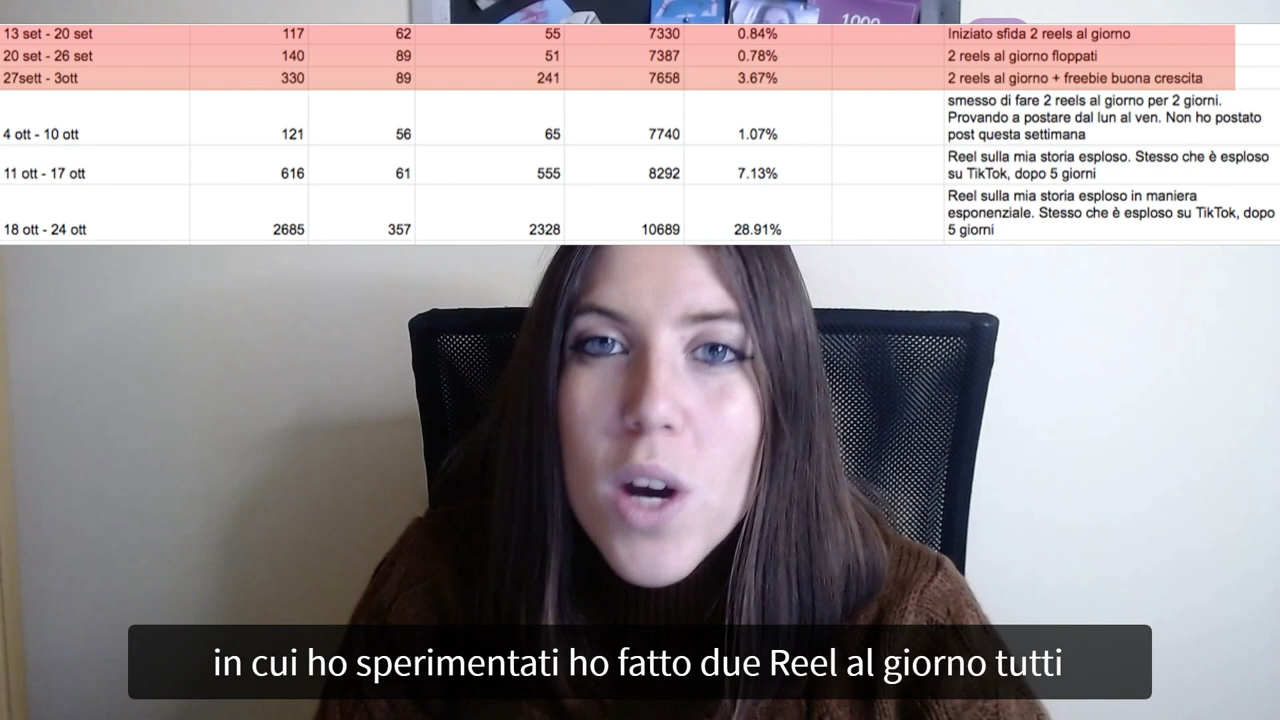 1000
13 set - 20 set 117 62 55 7330 0.84% Iniziato sfida 2 reels al giorno
20 set - 26 set 140 89 51 7387 0.78% 2 reels al giorno floppati
27sett - 3ott 330 89 241 7658 3.67% 2 reels al giorno + freebie buona crescita
smesso di fare 2 reels al giorno per 2 giorni.
Provando a postare dal lun al ven. Non ho postato
4 ott - 10 ott 121 56 65 7740 1.07% post questa settimana
Reel sulla mia storia esploso. Stesso che è esploso
11 ott - 17 ott 616 61 555 8292 7.13% su TikTok, dopo 5 giorni
Reel sulla mia storia esploso in maniera
esponenziale. Stesso che è esploso su TikTok, dopo
18 ott - 24 ott 2685 357 2328 10689 28.91% 5 giorni
in cui ho sperimentati ho fatto due Reel al giorno tutti